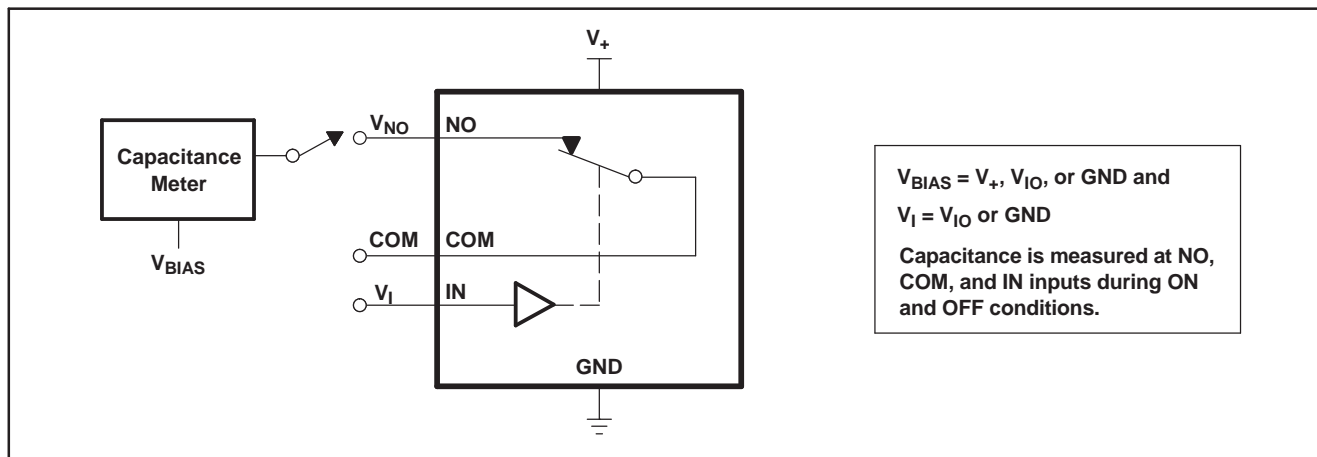 V+
VNO NO
Capacitance
Meter
VBIAS
COM COM
VI IN
GND
VBIAS = V+, VIO, or GND and
VI = VIO or GND
Capacitance is measured at NO,
COM, and IN inputs during ON
and OFF conditions.